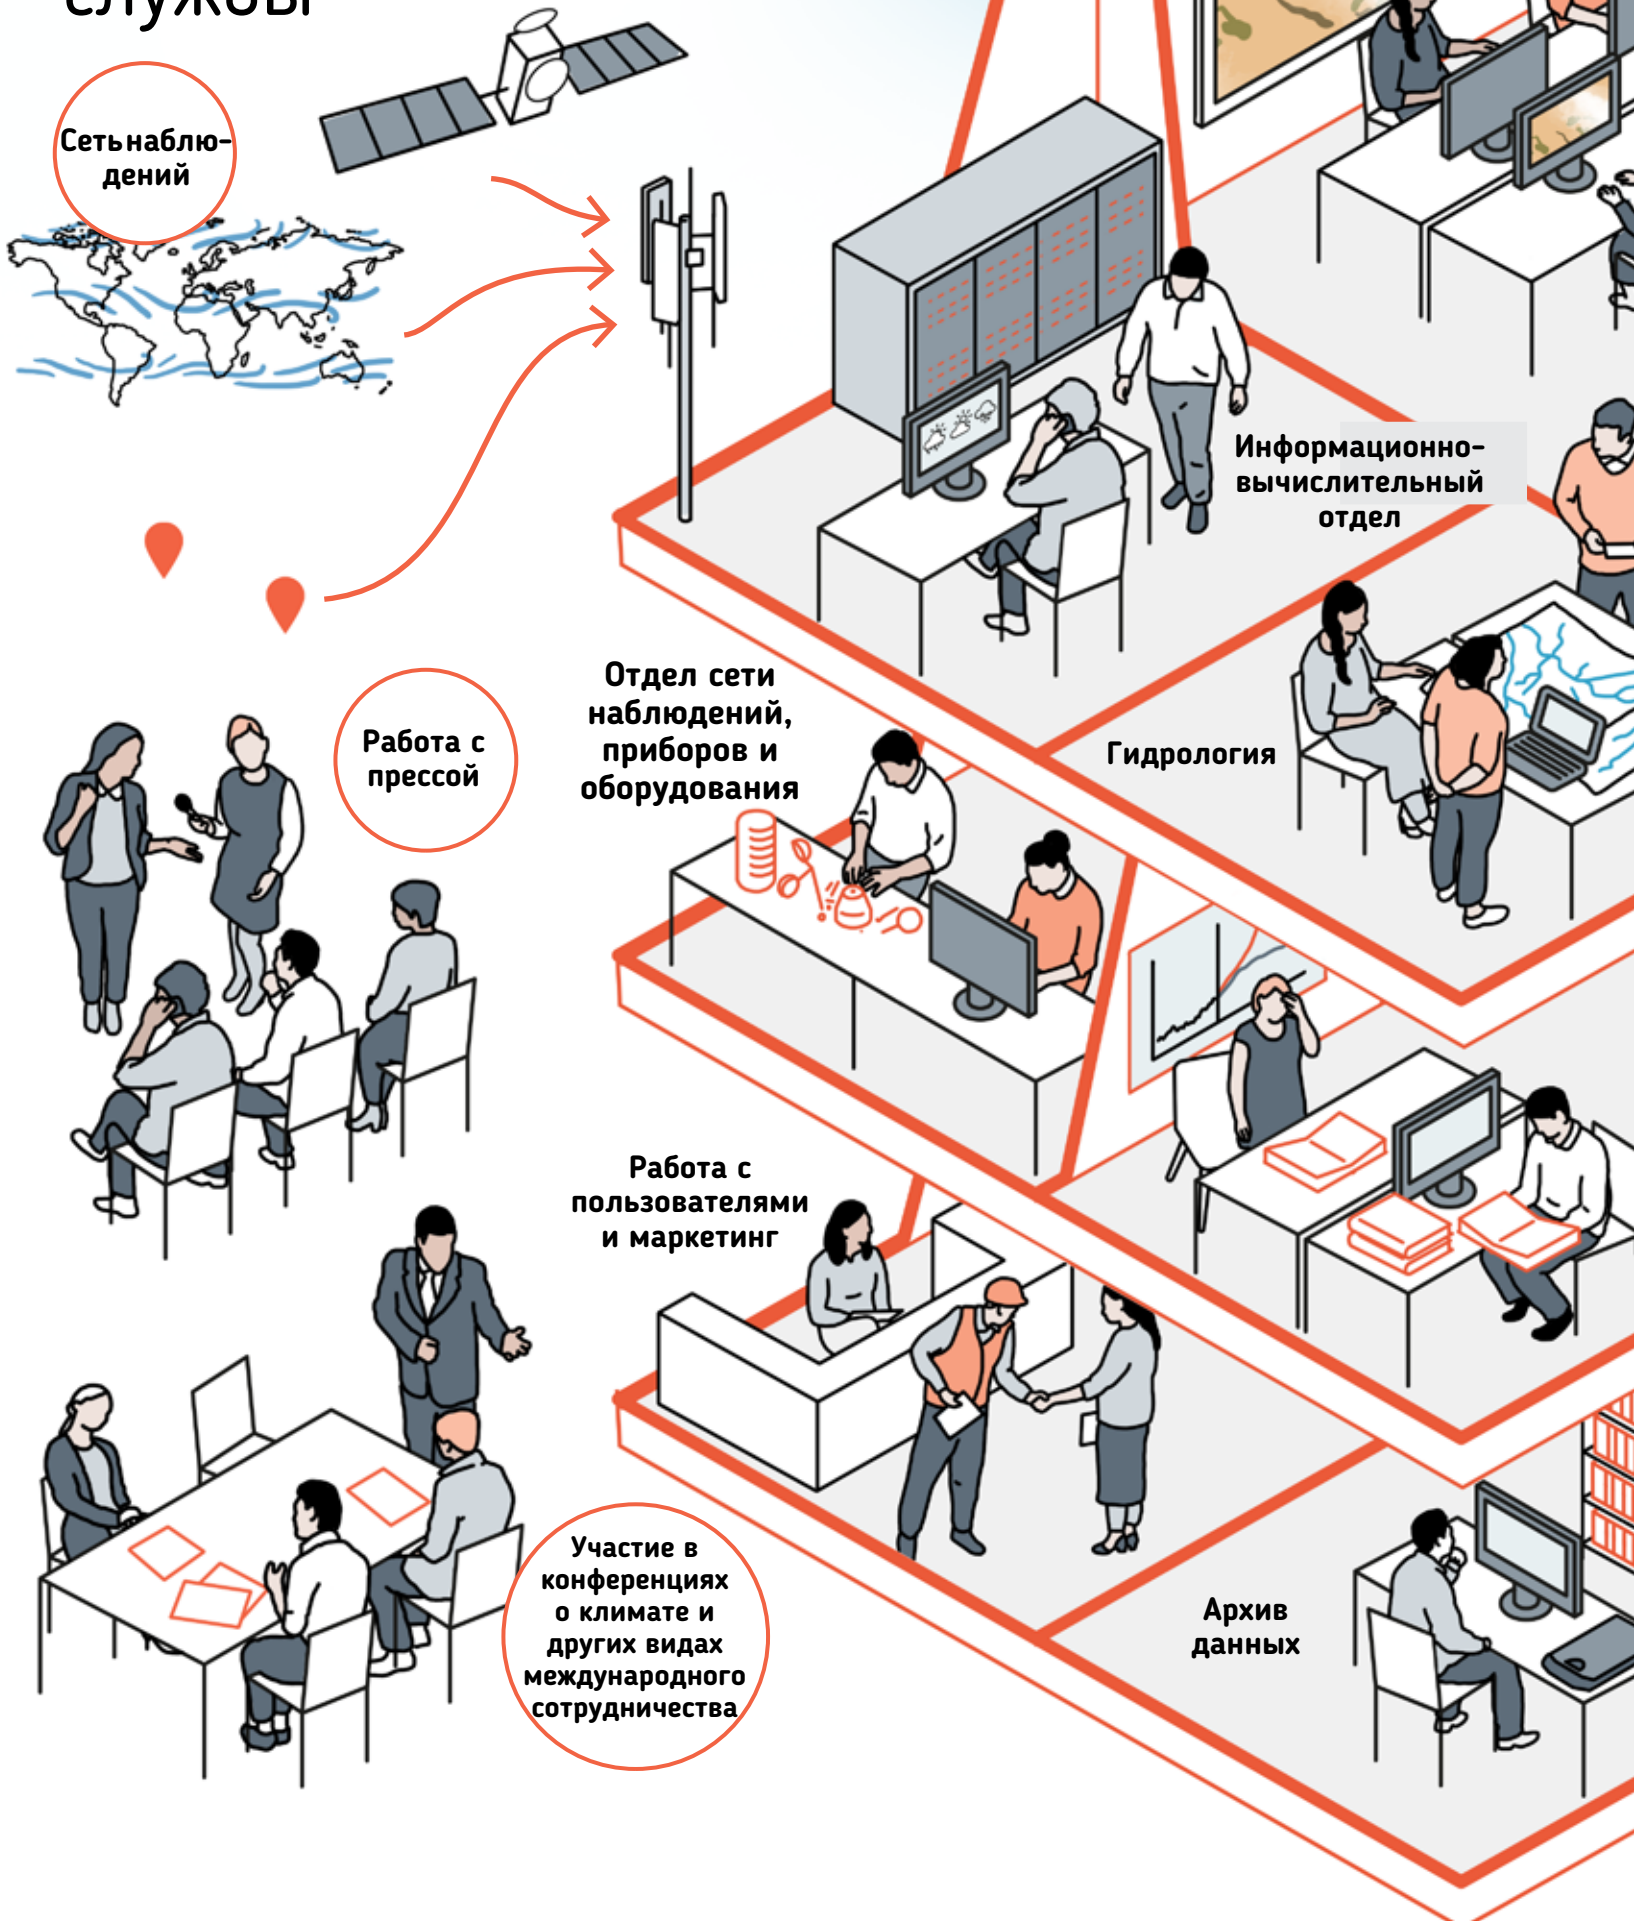 службы
Сеть наблю-
дений
Информационно-
вычислительный
отдел
Отдел сети
наблюдений,
приборов и
оборудования
Работа с
прессой
Гидрология
Работа с
пользователями
и маркетинг
Участие в
конференциях
о климате и
других видах
международного
сотрудничества
Архив
данных